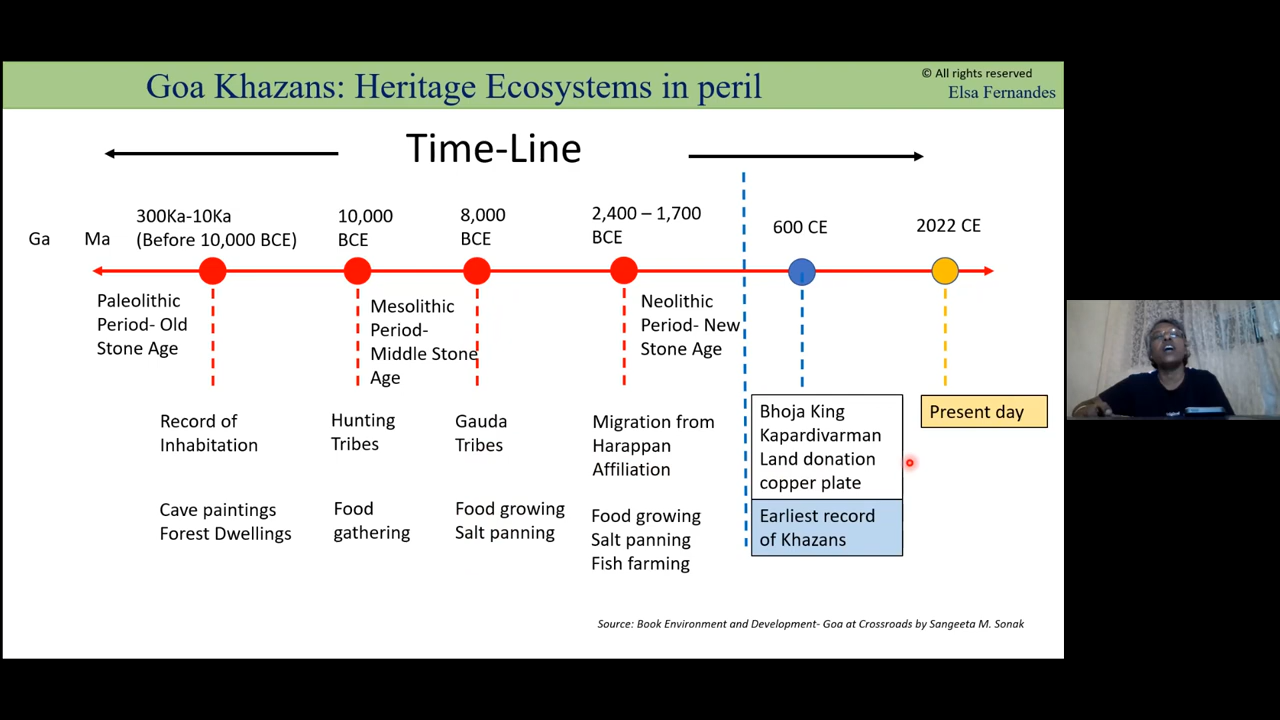 Goa Khazans: Heritage Ecosystems in peril
© All rights reserved
Elsa Fernandes
Time-Line
Ga
Ma
300Ka-10Ka
(Before 10,000 BCE)
10,000
BCE
8,000
BCE
2,400 – 1,700
BCE
600 CE
2022 CE
Paleolithic
Period- Old
Stone Age
Mesolithic
Period-
Middle Stone
Age
Neolithic
Period- New
Stone Age
Record of
Inhabitation
Cave paintings
Forest Dwellings
Hunting
Tribes
Food
gathering
Gauda
Tribes
Food growing
Salt panning
Migration from
Harappan
Affiliation
Food growing
Salt panning
Fish farming
Bhoja King
Kapardivarman
Land donation
copper plate
Earliest record
of Khazans
Present day
Source: Book Environment and Development- Goa at Crossroads by Sangeeta M. Sonak